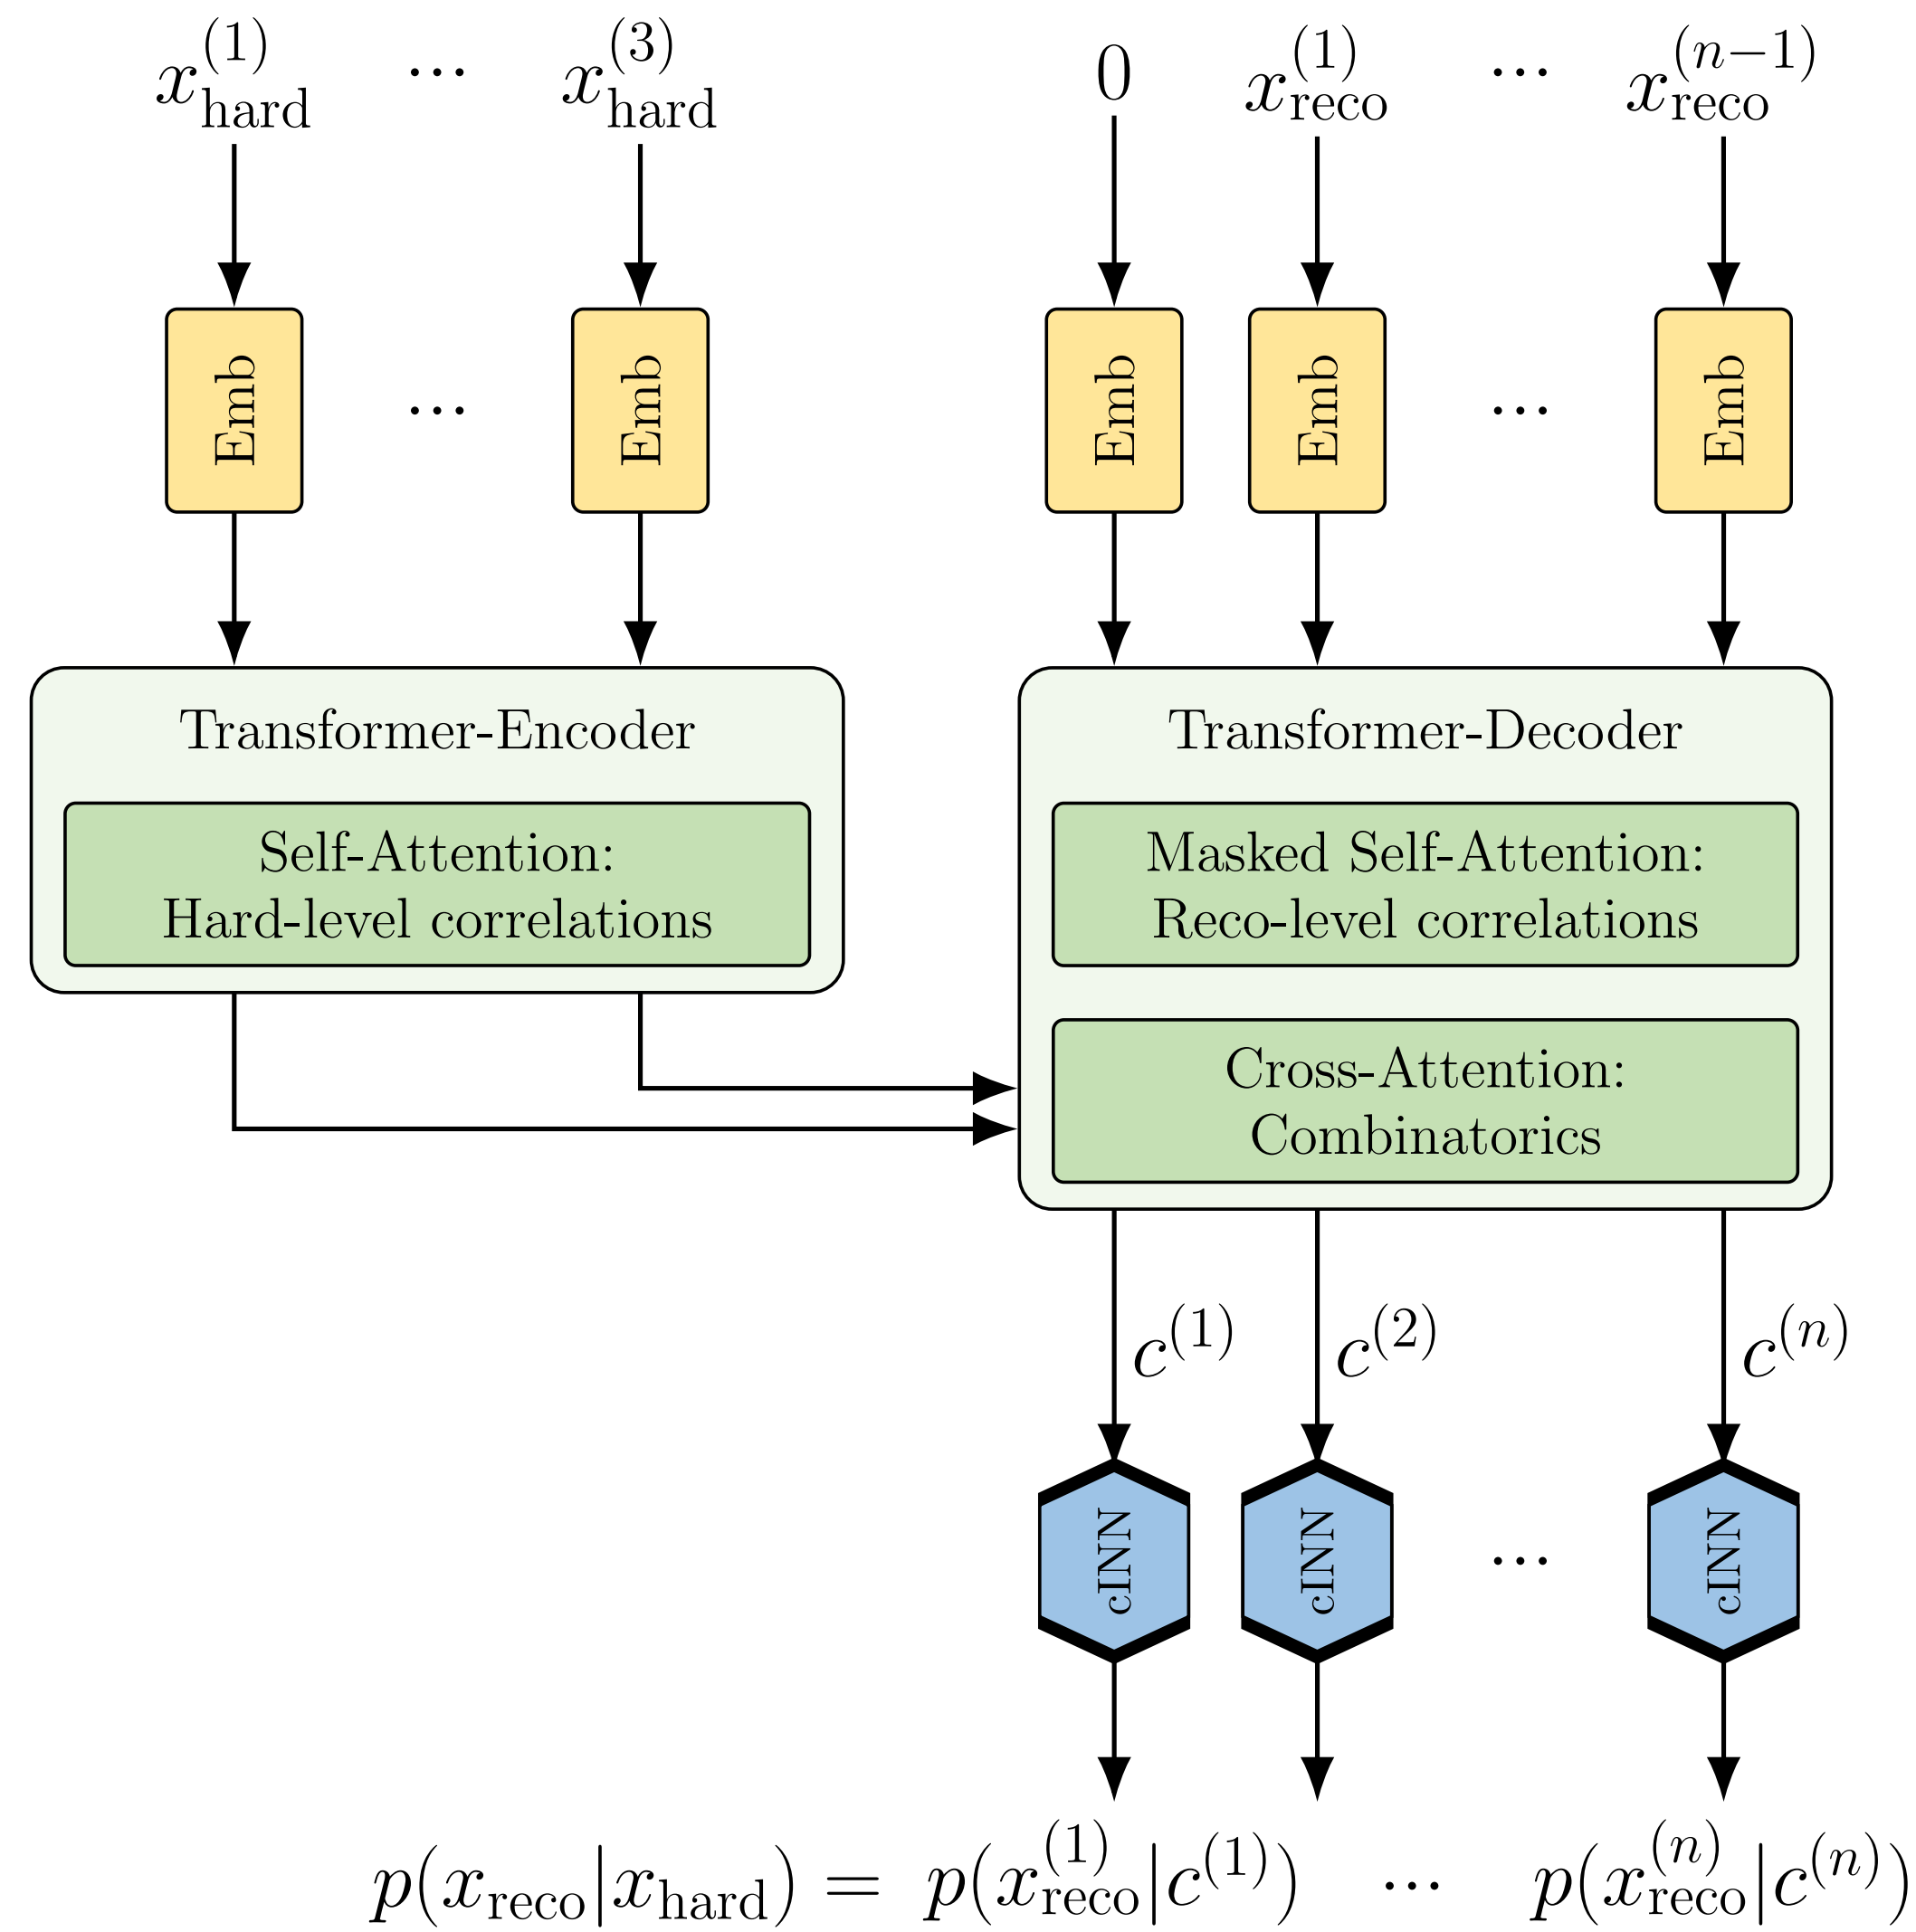 x_hard^(1) ··· x_hard^(3) 0 x_reco^(1) ··· x_reco^(n−1)
Emb ··· Emb Emb Emb ··· Emb
Transformer-Encoder
Self-Attention:
Hard-level correlations
Transformer-Decoder
Masked Self-Attention:
Reco-level correlations
Cross-Attention:
Combinatorics
c^(1) c^(2) c^(n)
cINN cINN ··· cINN
p(x_reco|x_hard) = p(x_reco^(1)|c^(1)) ··· p(x_reco^(n)|c^(n))